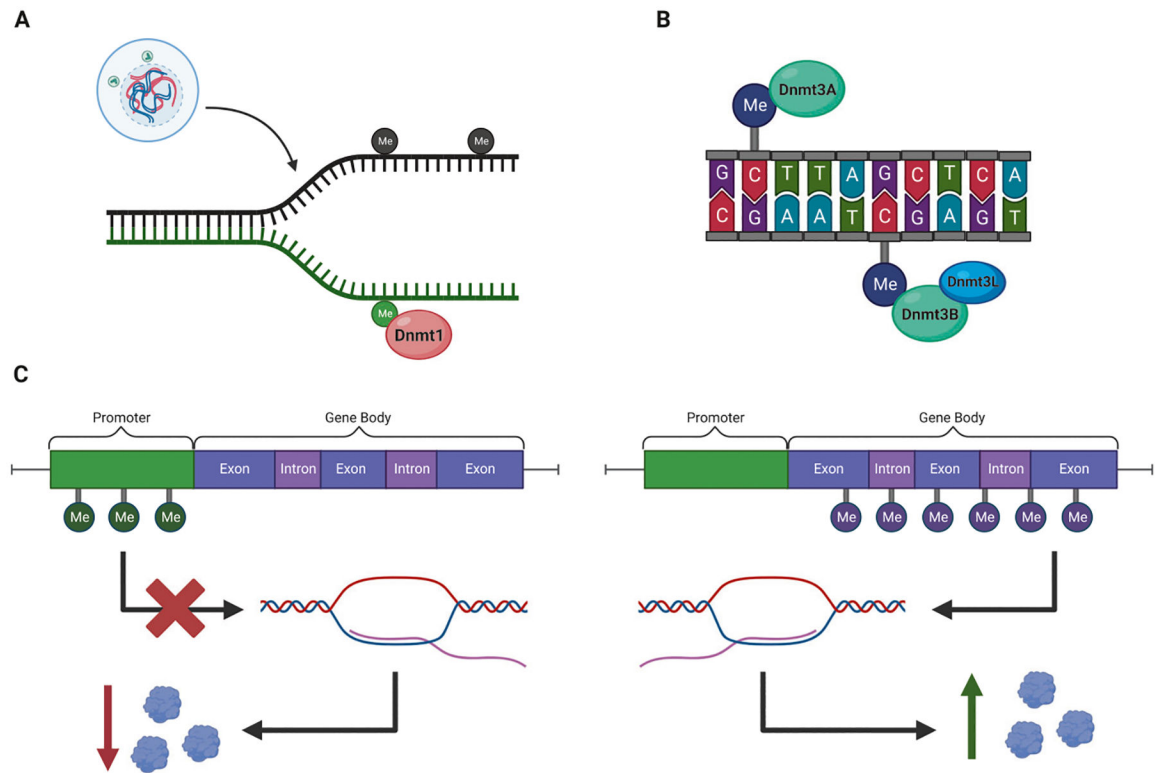 A
B
Me
Me
Me
Dnmt1
Me
Dnmt3A
G C T T A G C T C A
C G A A T C G A G T
Me
Dnmt3B
Dnmt3L
C
Promoter
Gene Body
Exon
Intron
Exon
Intron
Exon
Me
Me
Me
Promoter
Gene Body
Exon
Intron
Exon
Intron
Exon
Me
Me
Me
Me
Me
Me